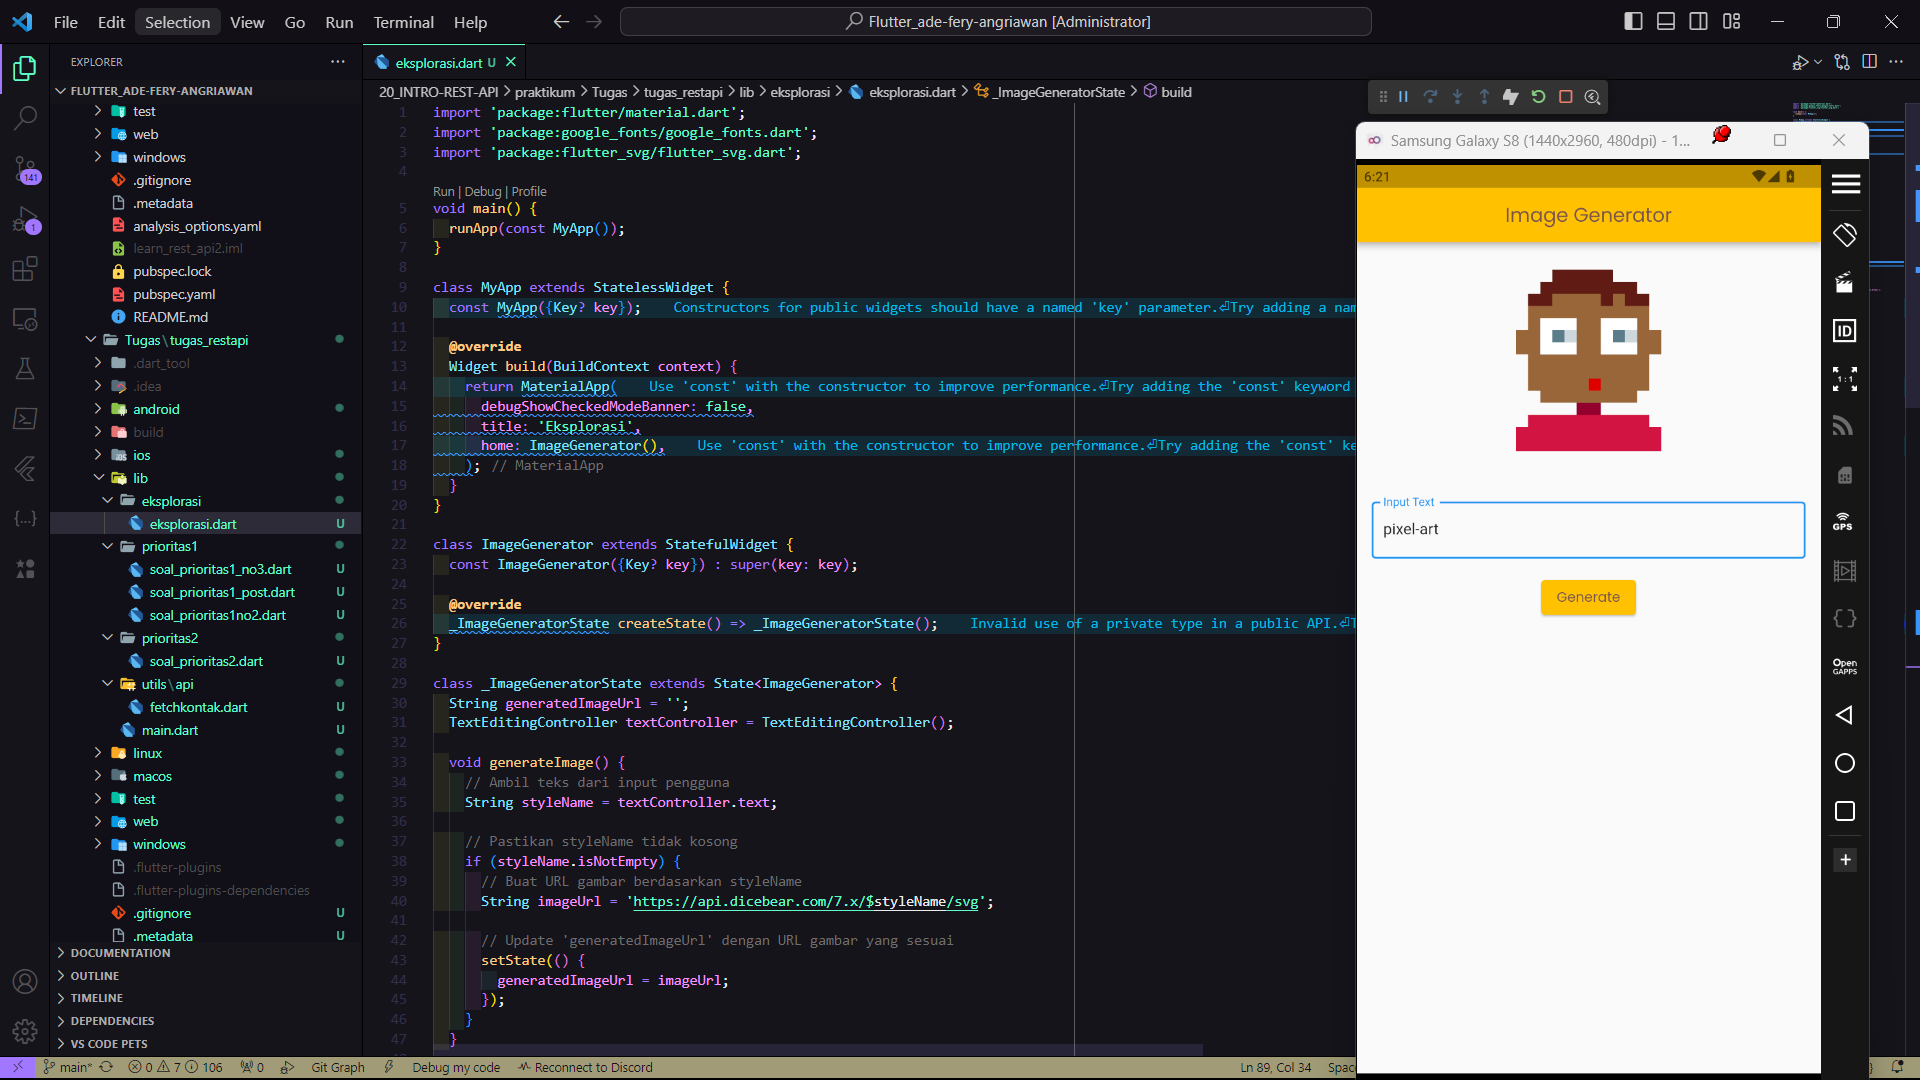 File Edit Selection View Go Run Terminal Help
Flutter_ade-fery-angriawan [Administrator]
EXPLORER
FLUTTER_ADE-FERY-ANGRIAWAN
test
web
windows
.gitignore
.metadata
analysis_options.yaml
learn_rest_api2.iml
pubspec.lock
pubspec.yaml
README.md
Tugas\tugas_restapi
.dart_tool
.idea
android
build
ios
lib
eksplorasi
eksplorasi.dart U
prioritas1
soal_prioritas1_no3.dart U
soal_prioritas1_post.dart U
soal_prioritas1no2.dart U
prioritas2
soal_prioritas2.dart U
utils\api
fetchkontak.dart U
main.dart U
linux
macos
test
web
windows
.flutter-plugins
.flutter-plugins-dependencies
.gitignore U
.metadata U
DOCUMENTATION
OUTLINE
TIMELINE
DEPENDENCIES
VS CODE PETS
141
1
eksplorasi.dart U
20_INTRO-REST-API > praktikum > Tugas > tugas_restapi > lib > eksplorasi > eksplorasi.dart > _ImageGeneratorState > build
1 import 'package:flutter/material.dart';
2 import 'package:google_fonts/google_fonts.dart';
3 import 'package:flutter_svg/flutter_svg.dart';
4
Run | Debug | Profile
5 void main() {
6 runApp(const MyApp());
7 }
8
9 class MyApp extends StatelessWidget {
10 const MyApp({Key? key}); Constructors for public widgets should have a named 'key' parameter.⏎Try adding a nam
11
12 @override
13 Widget build(BuildContext context) {
14 return MaterialApp( Use 'const' with the constructor to improve performance.⏎Try adding the 'const' keyword
15 debugShowCheckedModeBanner: false,
16 title: 'Eksplorasi',
17 home: ImageGenerator(), Use 'const' with the constructor to improve performance.⏎Try adding the 'const' ke
18 ); // MaterialApp
19 }
20 }
21
22 class ImageGenerator extends StatefulWidget {
23 const ImageGenerator({Key? key}) : super(key: key);
24
25 @override
26 _ImageGeneratorState createState() => _ImageGeneratorState(); Invalid use of a private type in a public API.⏎T
27 }
28
29 class _ImageGeneratorState extends State<ImageGenerator> {
30 String generatedImageUrl = '';
31 TextEditingController textController = TextEditingController();
32
33 void generateImage() {
34 // Ambil teks dari input pengguna
35 String styleName = textController.text;
36
37 // Pastikan styleName tidak kosong
38 if (styleName.isNotEmpty) {
39 // Buat URL gambar berdasarkan styleName
40 String imageUrl = 'https://api.dicebear.com/7.x/$styleName/svg';
41
42 // Update 'generatedImageUrl' dengan URL gambar yang sesuai
43 setState(() {
44 generatedImageUrl = imageUrl;
45 });
46 }
47 }
Samsung Galaxy S8 (1440x2960, 480dpi) - 1...
6:21
Image Generator
Input Text
pixel-art
Generate
ID
1:1
GPS
Open GAPPS
main* 0 7 106 0 Git Graph Debug my code Reconnect to Discord Ln 89, Col 34 Spac